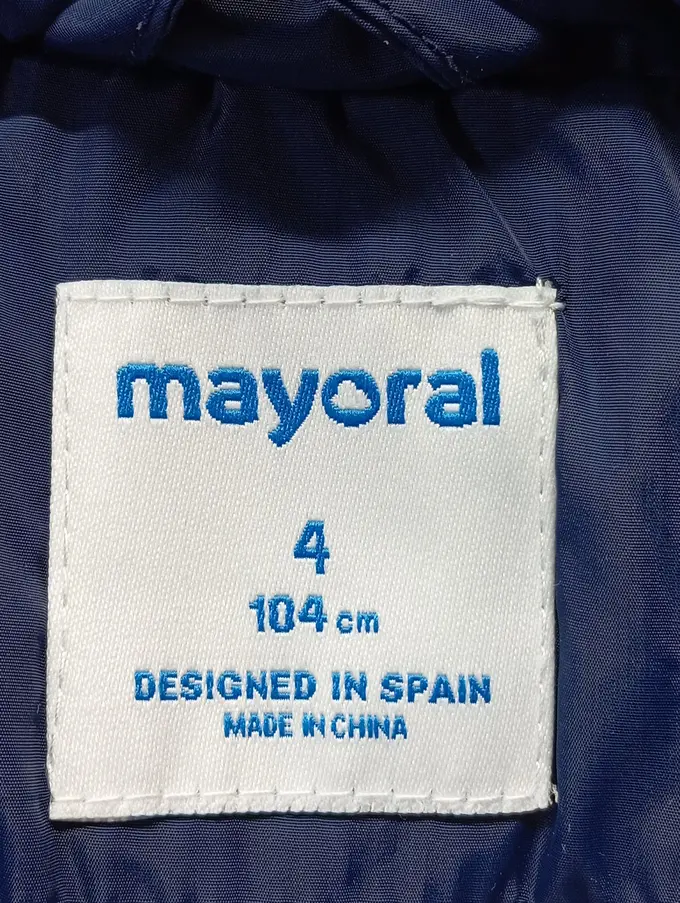 mayoral
4
104 cm
DESIGNED IN SPAIN
MADE IN CHINA